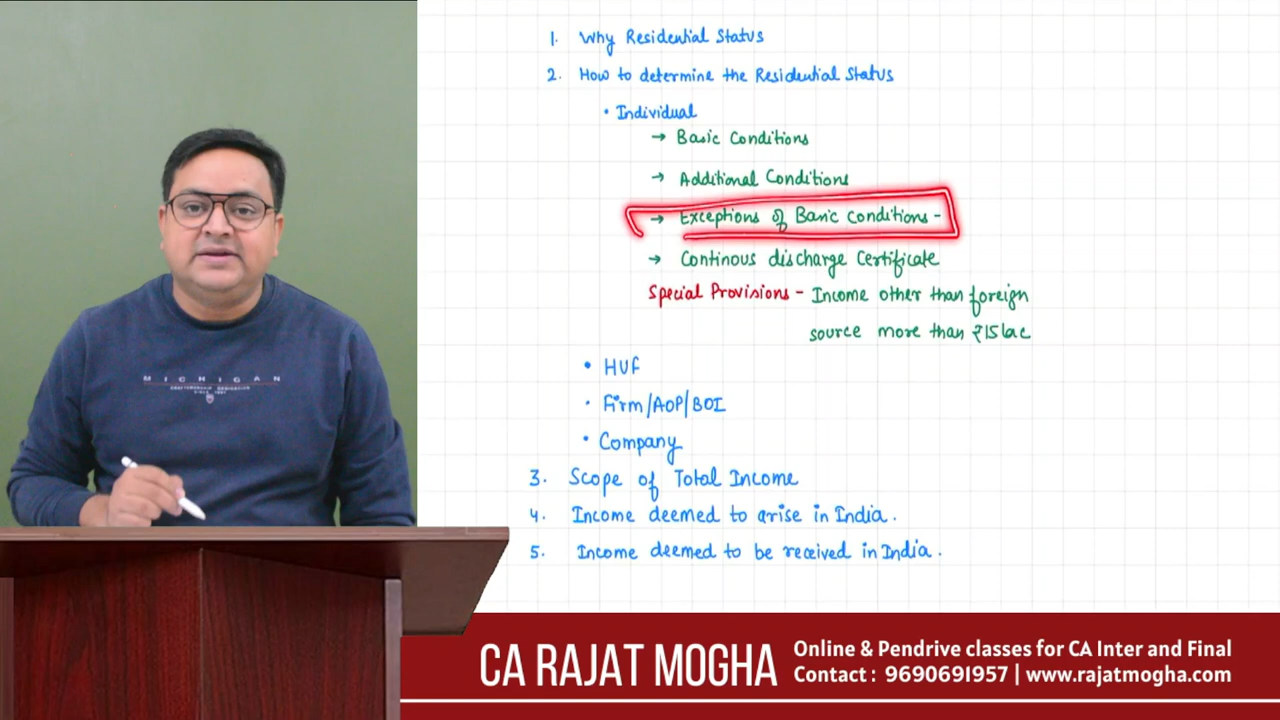 1. Why Residential Status
2. How to determine the Residential Status
• Individual
→ Basic Conditions
→ Additional Conditions
→ Exceptions of Basic Conditions -
→ Continous discharge Certificate
Special Provisions - Income other than foreign
source more than ₹15 lac
• HUF
• Firm/AOP/BOI
• Company
3. Scope of Total Income
4. Income deemed to arise in India.
5. Income deemed to be received in India.
MICHIGAN
CA RAJAT MOGHA
Online & Pendrive classes for CA Inter and Final
Contact : 9690691957 | www.rajatmogha.com